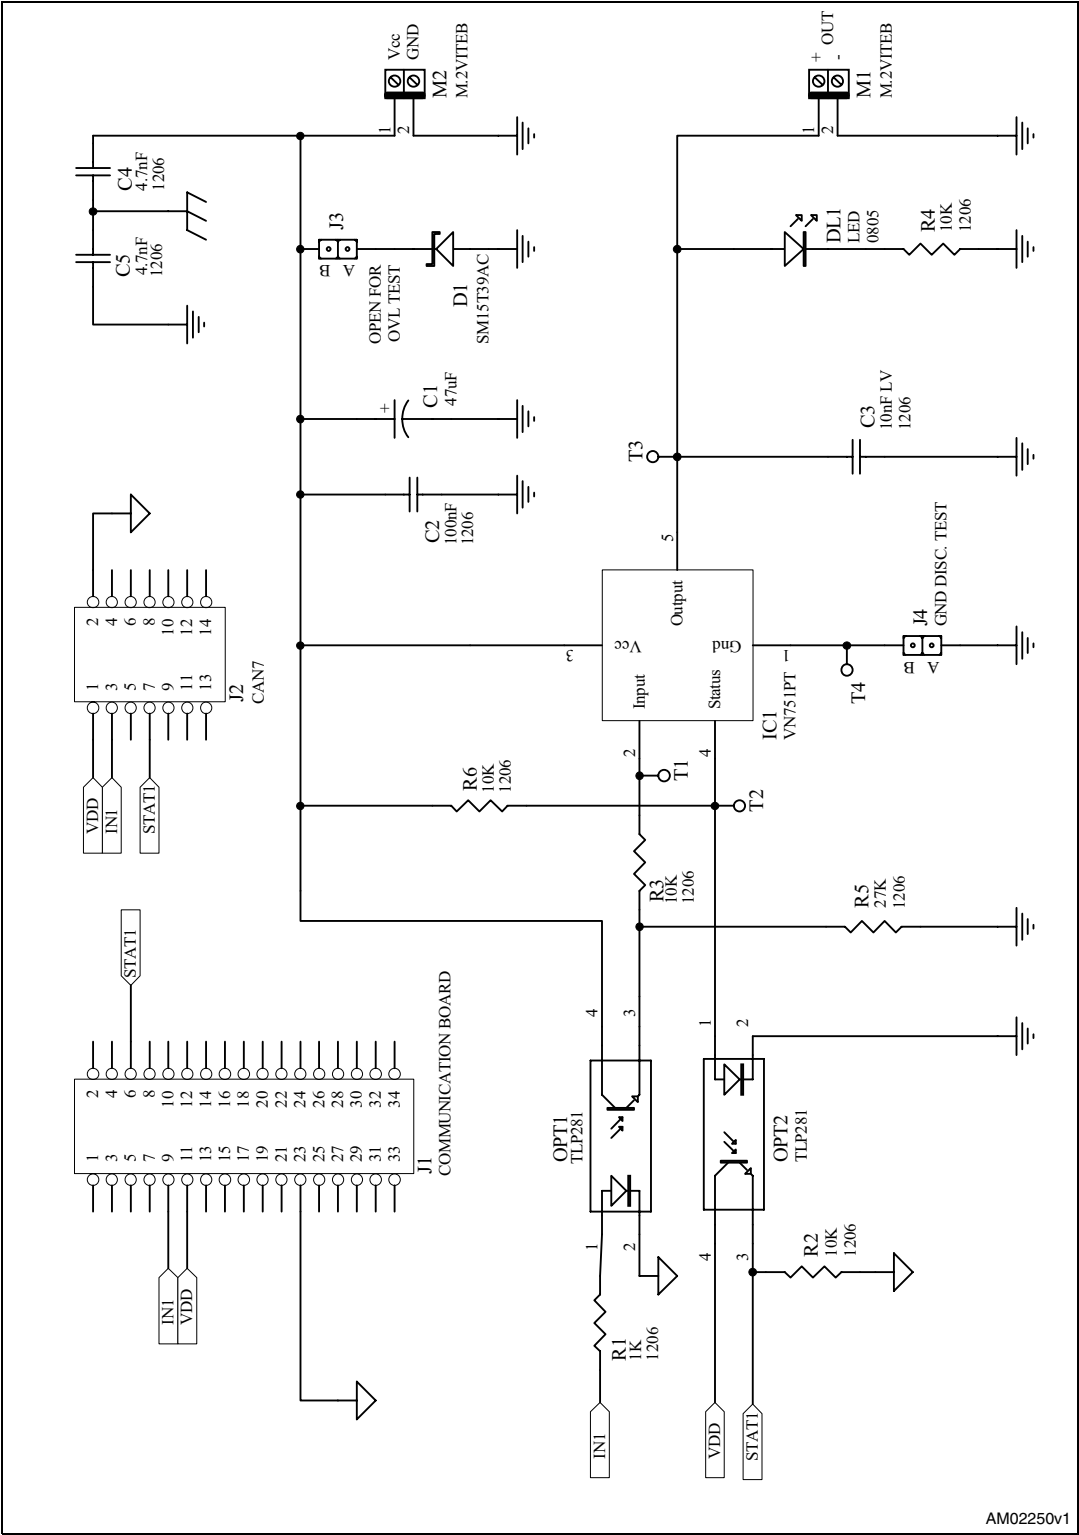 Vcc
GND
M2
M.2VITEB
1
2
+
OUT
-
M1
M.2VITEB
1
2
C4
4.7nF
1206
C5
4.7nF
1206
J3
B
A
OPEN FOR
OVL TEST
D1
SM15T39AC
DL1
LED
0805
R4
10K
1206
+
C1
47uF
C2
100nF
1206
T3
C3
10nF LV
1206
2
4
6
8
10
12
14
1
3
5
7
9
11
13
J2
CAN7
VDD
IN1
STAT1
5
Output
3
Vcc
Gnd
1
Input
Status
2
4
IC1
VN751PT
T4
J4
GND DISC. TEST
B
A
T1
T2
R6
10K
1206
R3
10K
1206
R5
27K
1206
STAT1
2
4
6
8
10
12
14
16
18
20
22
24
26
28
30
32
34
1
3
5
7
9
11
13
15
17
19
21
23
25
27
29
31
33
J1
COMMUNICATION BOARD
IN1
VDD
4
3
OPT1
TLP281
1
2
R1
1K
1206
IN1
1
2
OPT2
TLP281
4
3
R2
10K
1206
VDD
STAT1
AM02250v1